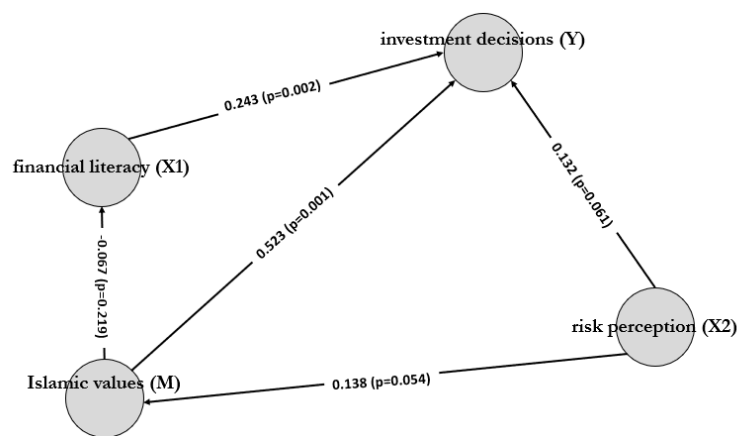 investment decisions (Y)
0.243 (p=0.002)
financial literacy (X1)
0.132 (p=0.061)
0.523 (p=0.001)
-0.067 (p=0.219)
risk perception (X2)
Islamic values (M)
0.138 (p=0.054)